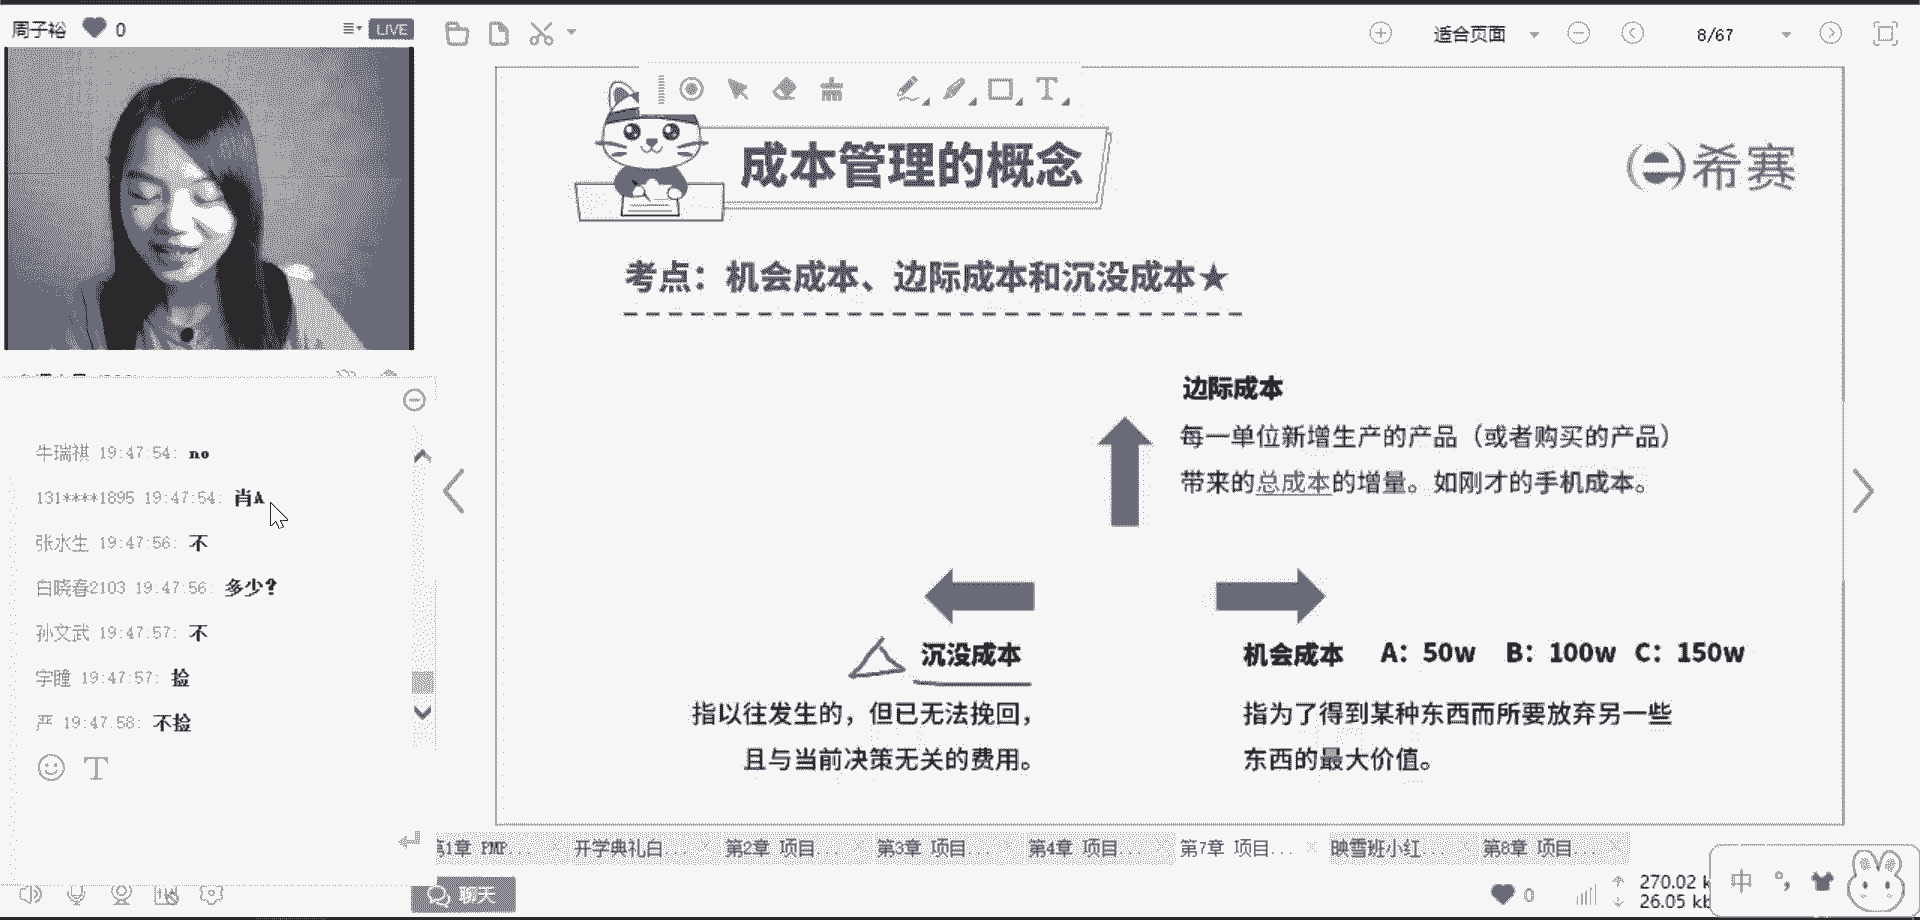 周子裕 0 LIVE
适合页面 8/67
成本管理的概念
希赛
考点：机会成本、边际成本和沉没成本★
边际成本
每一单位新增生产的产品（或者购买的产品）
带来的总成本的增量。如刚才的手机成本。
沉没成本
指以往发生的，但已无法挽回，
且与当前决策无关的费用。
机会成本 A：50w B：100w C：150w
指为了得到某种东西而所要放弃另一些
东西的最大价值。
牛瑞祺 19:47:54: no
131****1895 19:47:54: 肖A
张水生 19:47:56: 不
白晓春2103 19:47:56: 多少？
孙文武 19:47:57: 不
宇瞳 19:47:57: 捡
严 19:47:58: 不捡
T
第1章 PMP... 开学典礼白... 第2章 项目... 第3章 项目... 第4章 项目... 第7章 项目... 映雪班小红... 第8章 项目...
聊天
0
270.02 k
26.05 kb
中